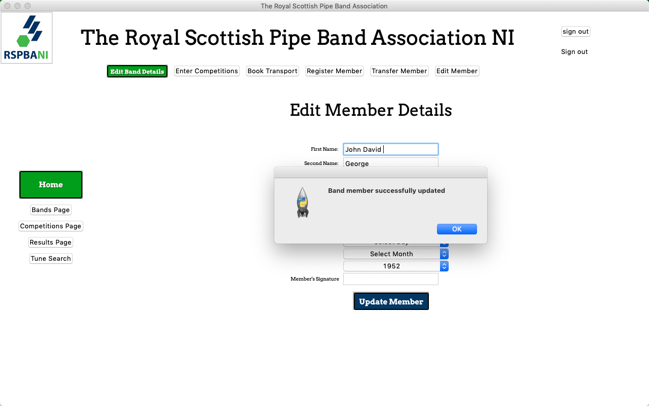 The Royal Scottish Pipe Band Association
RSPBANI
The Royal Scottish Pipe Band Association NI
sign out
Sign out
Edit Band Details
Enter Competitions
Book Transport
Register Member
Transfer Member
Edit Member
Edit Member Details
First Name:
John David
Second Name:
George
Home
Bands Page
Competitions Page
Results Page
Tune Search
Band member successfully updated
OK
Select Month
1952
Member's Signature
Update Member